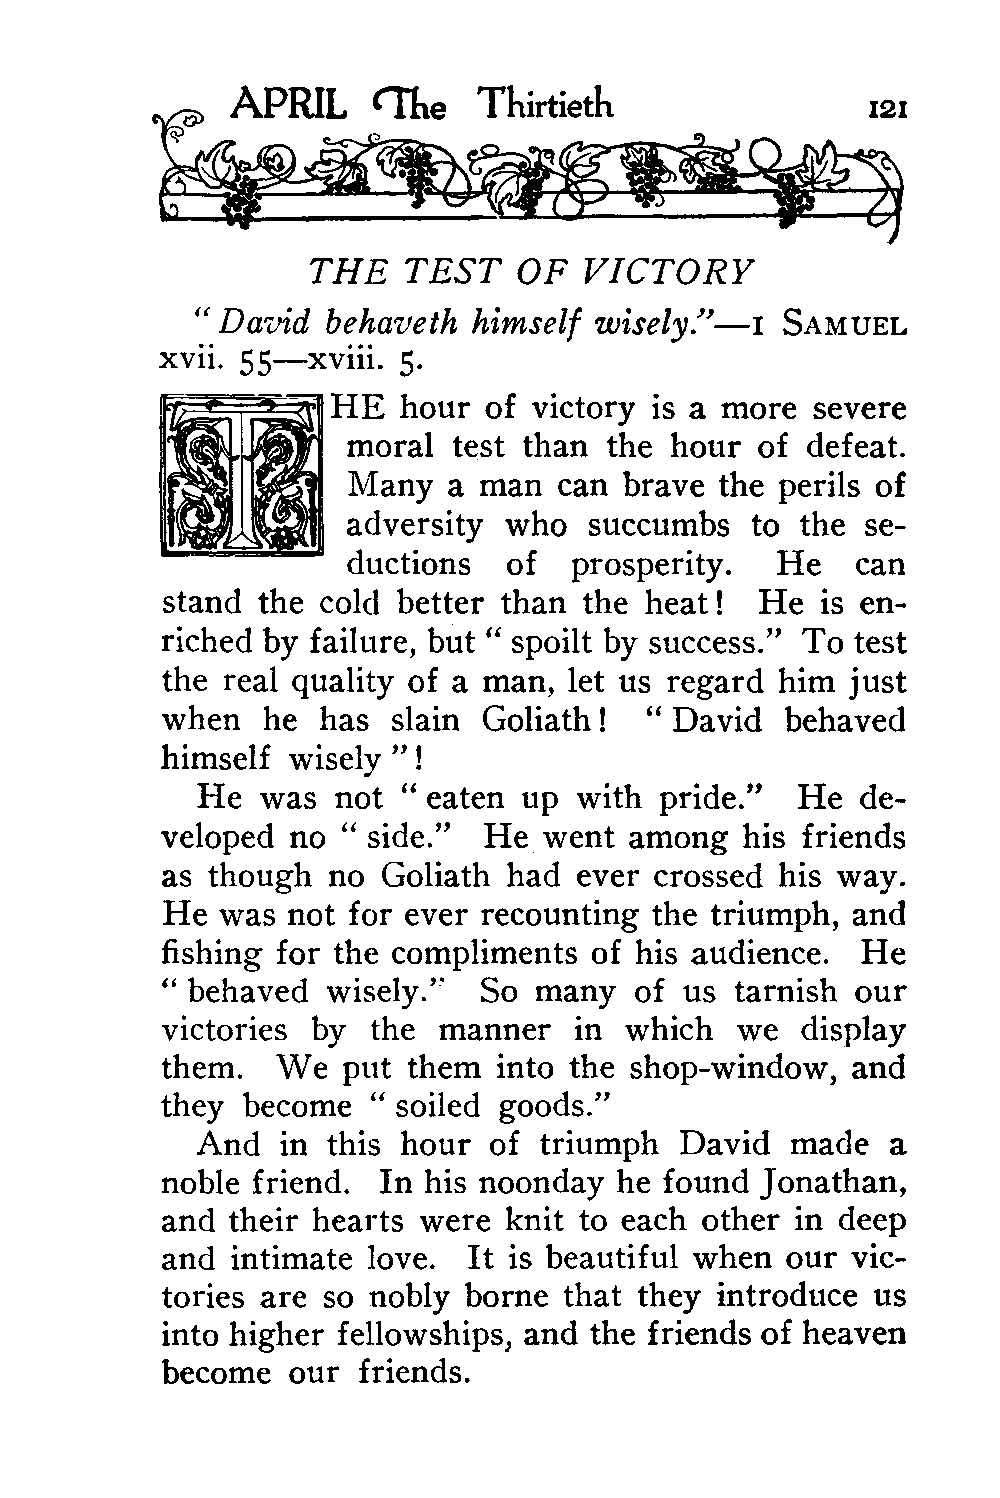 APRIL The Thirtieth 121
THE TEST OF VICTORY
“David behaveth himself wisely.”—1 SAMUEL
xvii. 55—xviii. 5.
THE hour of victory is a more severe
moral test than the hour of defeat.
Many a man can brave the perils of
adversity who succumbs to the se-
ductions of prosperity. He can
stand the cold better than the heat! He is en-
riched by failure, but “spoilt by success.” To test
the real quality of a man, let us regard him just
when he has slain Goliath! “David behaved
himself wisely”!
He was not “eaten up with pride.” He de-
veloped no “side.” He went among his friends
as though no Goliath had ever crossed his way.
He was not for ever recounting the triumph, and
fishing for the compliments of his audience. He
“behaved wisely.” So many of us tarnish our
victories by the manner in which we display
them. We put them into the shop-window, and
they become “soiled goods.”
And in this hour of triumph David made a
noble friend. In his noonday he found Jonathan,
and their hearts were knit to each other in deep
and intimate love. It is beautiful when our vic-
tories are so nobly borne that they introduce us
into higher fellowships, and the friends of heaven
become our friends.